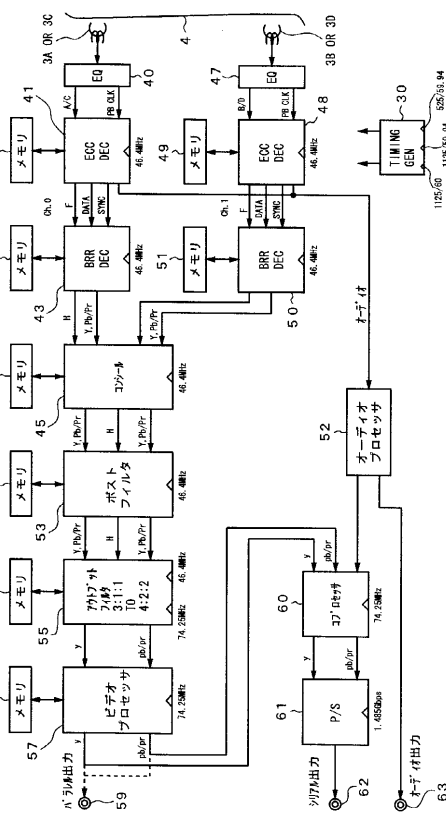 3A OR 3C
4
3B OR 3D
EQ
40
47
EQ
41
A/C
PB CLK
B/D
PB CLK
48
30
TIMING
GEN
525/59.94
1125/60
メモリ
ECC
DEC
46.4MHz
49
メモリ
ECC
DEC
46.4MHz
Ch.0
F
DATA
SYNC
Ch.1
F
DATA
SYNC
メモリ
BRR
DEC
46.4MHz
43
51
メモリ
BRR
DEC
46.4MHz
50
オーディオ
H
Y.Pb/Pr
Y.Pb/Pr
メモリ
コンシール
46.4MHz
45
52
オーディオ
プロセッサ
Y.Pb/Pr
H
Y.Pb/Pr
メモリ
ポスト
フィルタ
46.4MHz
53
Y.Pb/Pr
H
Y.Pb/Pr
メモリ
アウトプット
フィルタ
3:1:1
TO
4:2:2
46.4MHz
74.25MHz
55
y
pb/pr
y
pb/pr
60
コプロセッサ
74.25MHz
メモリ
ビデオ
プロセッサ
74.25MHz
57
y
pb/pr
y
pb/pr
61
P/S
1.485Gbps
パラレル出力
59
シリアル出力
62
オーディオ出力
63